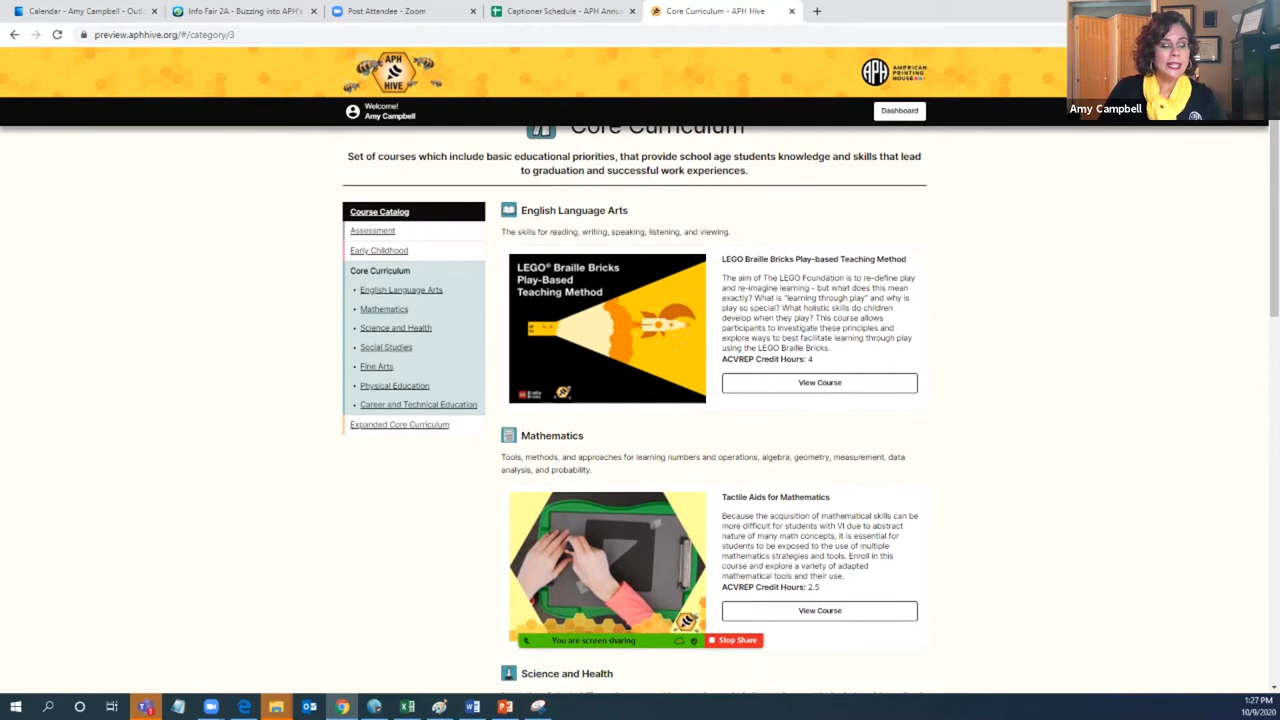 Calendar - Amy Campbell - Outl
Info Fair 2A - Buzzing into APH's
Post Attendee - Zoom
Captioner Schedule - APH Annu
Core Curriculum - APH Hive
preview.aphhive.org/#/category/3
APH
HIVE
APH
AMERICAN
PRINTING
HOUSE
Amy Campbell
Welcome!
Amy Campbell
Dashboard
Core Curriculum
Set of courses which include basic educational priorities, that provide school age students knowledge and skills that lead
to graduation and successful work experiences.
Course Catalog
Assessment
Early Childhood
Core Curriculum
• English Language Arts
• Mathematics
• Science and Health
• Social Studies
• Fine Arts
• Physical Education
• Career and Technical Education
Expanded Core Curriculum
English Language Arts
The skills for reading, writing, speaking, listening, and viewing.
LEGO® Braille Bricks
Play-Based
Teaching Method
LEGO Braille Bricks Play-based Teaching Method
The aim of The LEGO Foundation is to re-define play
and re-imagine learning - but what does this mean
exactly? What is "learning through play" and why is
play so special? What holistic skills do children
develop when they play? This course allows
participants to investigate these principles and
explore ways to best facilitate learning through play
using the LEGO Braille Bricks.
ACVREP Credit Hours: 4
View Course
Mathematics
Tools, methods, and approaches for learning numbers and operations, algebra, geometry, measurement, data
analysis, and probability.
Tactile Aids for Mathematics
Because the acquisition of mathematical skills can be
more difficult for students with VI due to abstract
nature of many math concepts, it is essential for
students to be exposed to the use of multiple
mathematics strategies and tools. Enroll in this
course and explore a variety of adapted
mathematical tools and their use.
ACVREP Credit Hours: 2.5
View Course
You are screen sharing
Stop Share
Science and Health
1:27 PM
10/9/2020